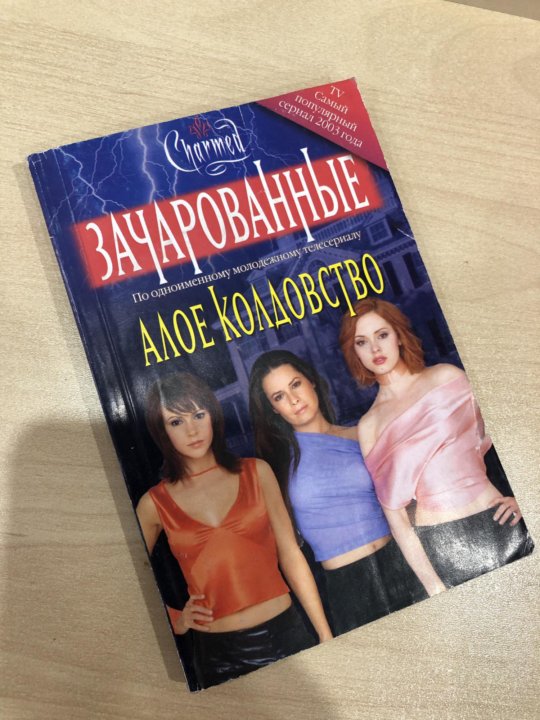 TV
Самый
популярный
сериал 2003 года
Charmed
ЗАЧАРОВАННЫЕ
По одноименному молодежному телесериалу
АЛОЕ КОЛДОВСТВО